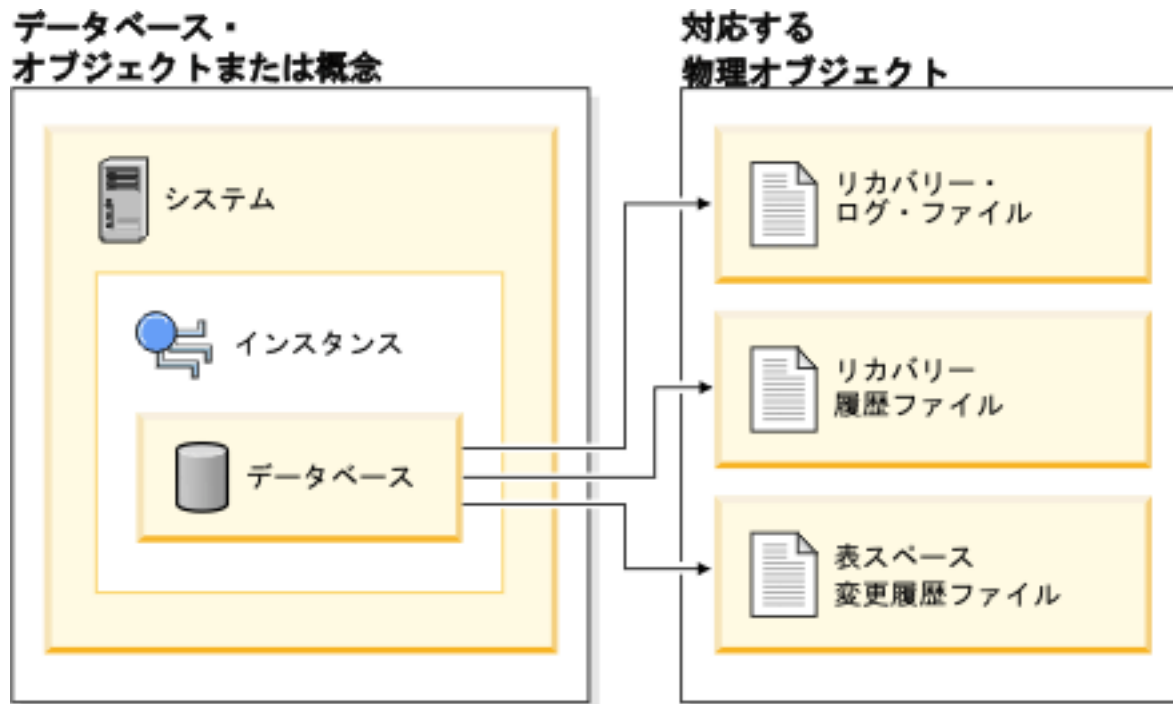 データベース・
オブジェクトまたは概念
システム
インスタンス
データベース
対応する
物理オブジェクト
リカバリー・
ログ・ファイル
リカバリー
履歴ファイル
表スペース
変更履歴ファイル